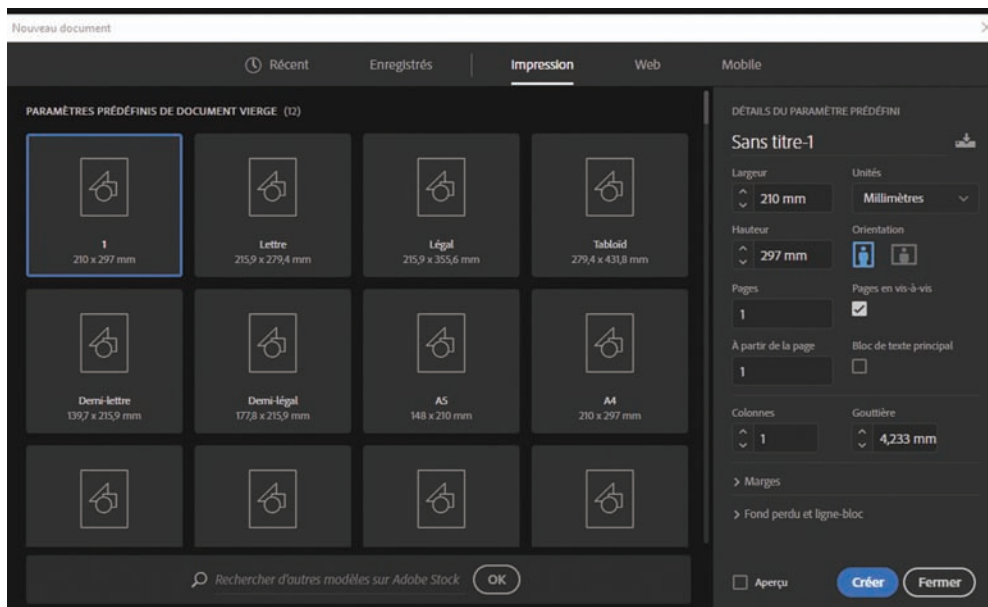 Nouveau document
Récent Enregistrés Impression Web Mobile
PARAMÈTRES PRÉDÉFINIS DE DOCUMENT VIERGE (12)
1
210 x 297 mm
Lettre
215,9 x 279,4 mm
Légal
215,9 x 355,6 mm
Tabloïd
279,4 x 431,8 mm
Demi-lettre
139,7 x 215,9 mm
Demi-légal
177,8 x 215,9 mm
A5
148 x 210 mm
A4
210 x 297 mm
Rechercher d'autres modèles sur Adobe Stock OK
DÉTAILS DU PARAMÈTRE PRÉDÉFINI
Sans titre-1
Largeur Unités
210 mm Millimètres
Hauteur Orientation
297 mm
Pages Pages en vis-à-vis
1
À partir de la page Bloc de texte principal
1
Colonnes Gouttière
1 4,233 mm
> Marges
> Fond perdu et ligne-bloc
Aperçu Créer Fermer